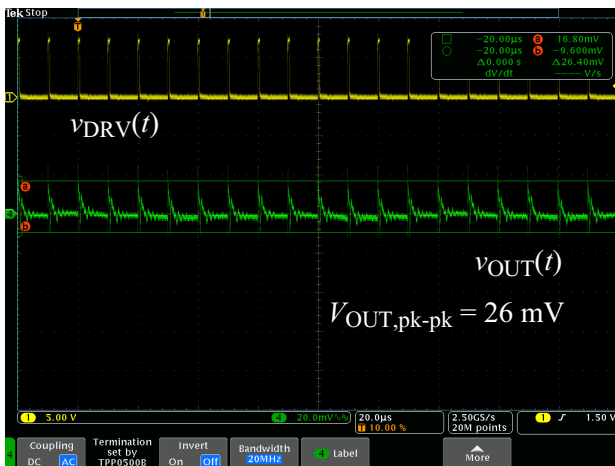 Tek Stop
T
T
−20.00µs a 16.80mV
−20.00µs b −9.600mV
Δ0.000 s Δ26.40mV
dV/dt −−−− V/s
1
vDRV(t)
a
4
b
vOUT(t)
VOUT,pk-pk = 26 mV
1 5.00 V
4 20.0mV
20.0µs
T 10.00 %
2.50GS/s
20M points
1 1.50 V
4
Coupling
DC AC
Termination
set by
TPP0500B
Invert
On Off
Bandwidth
20MHz
4 Label
More